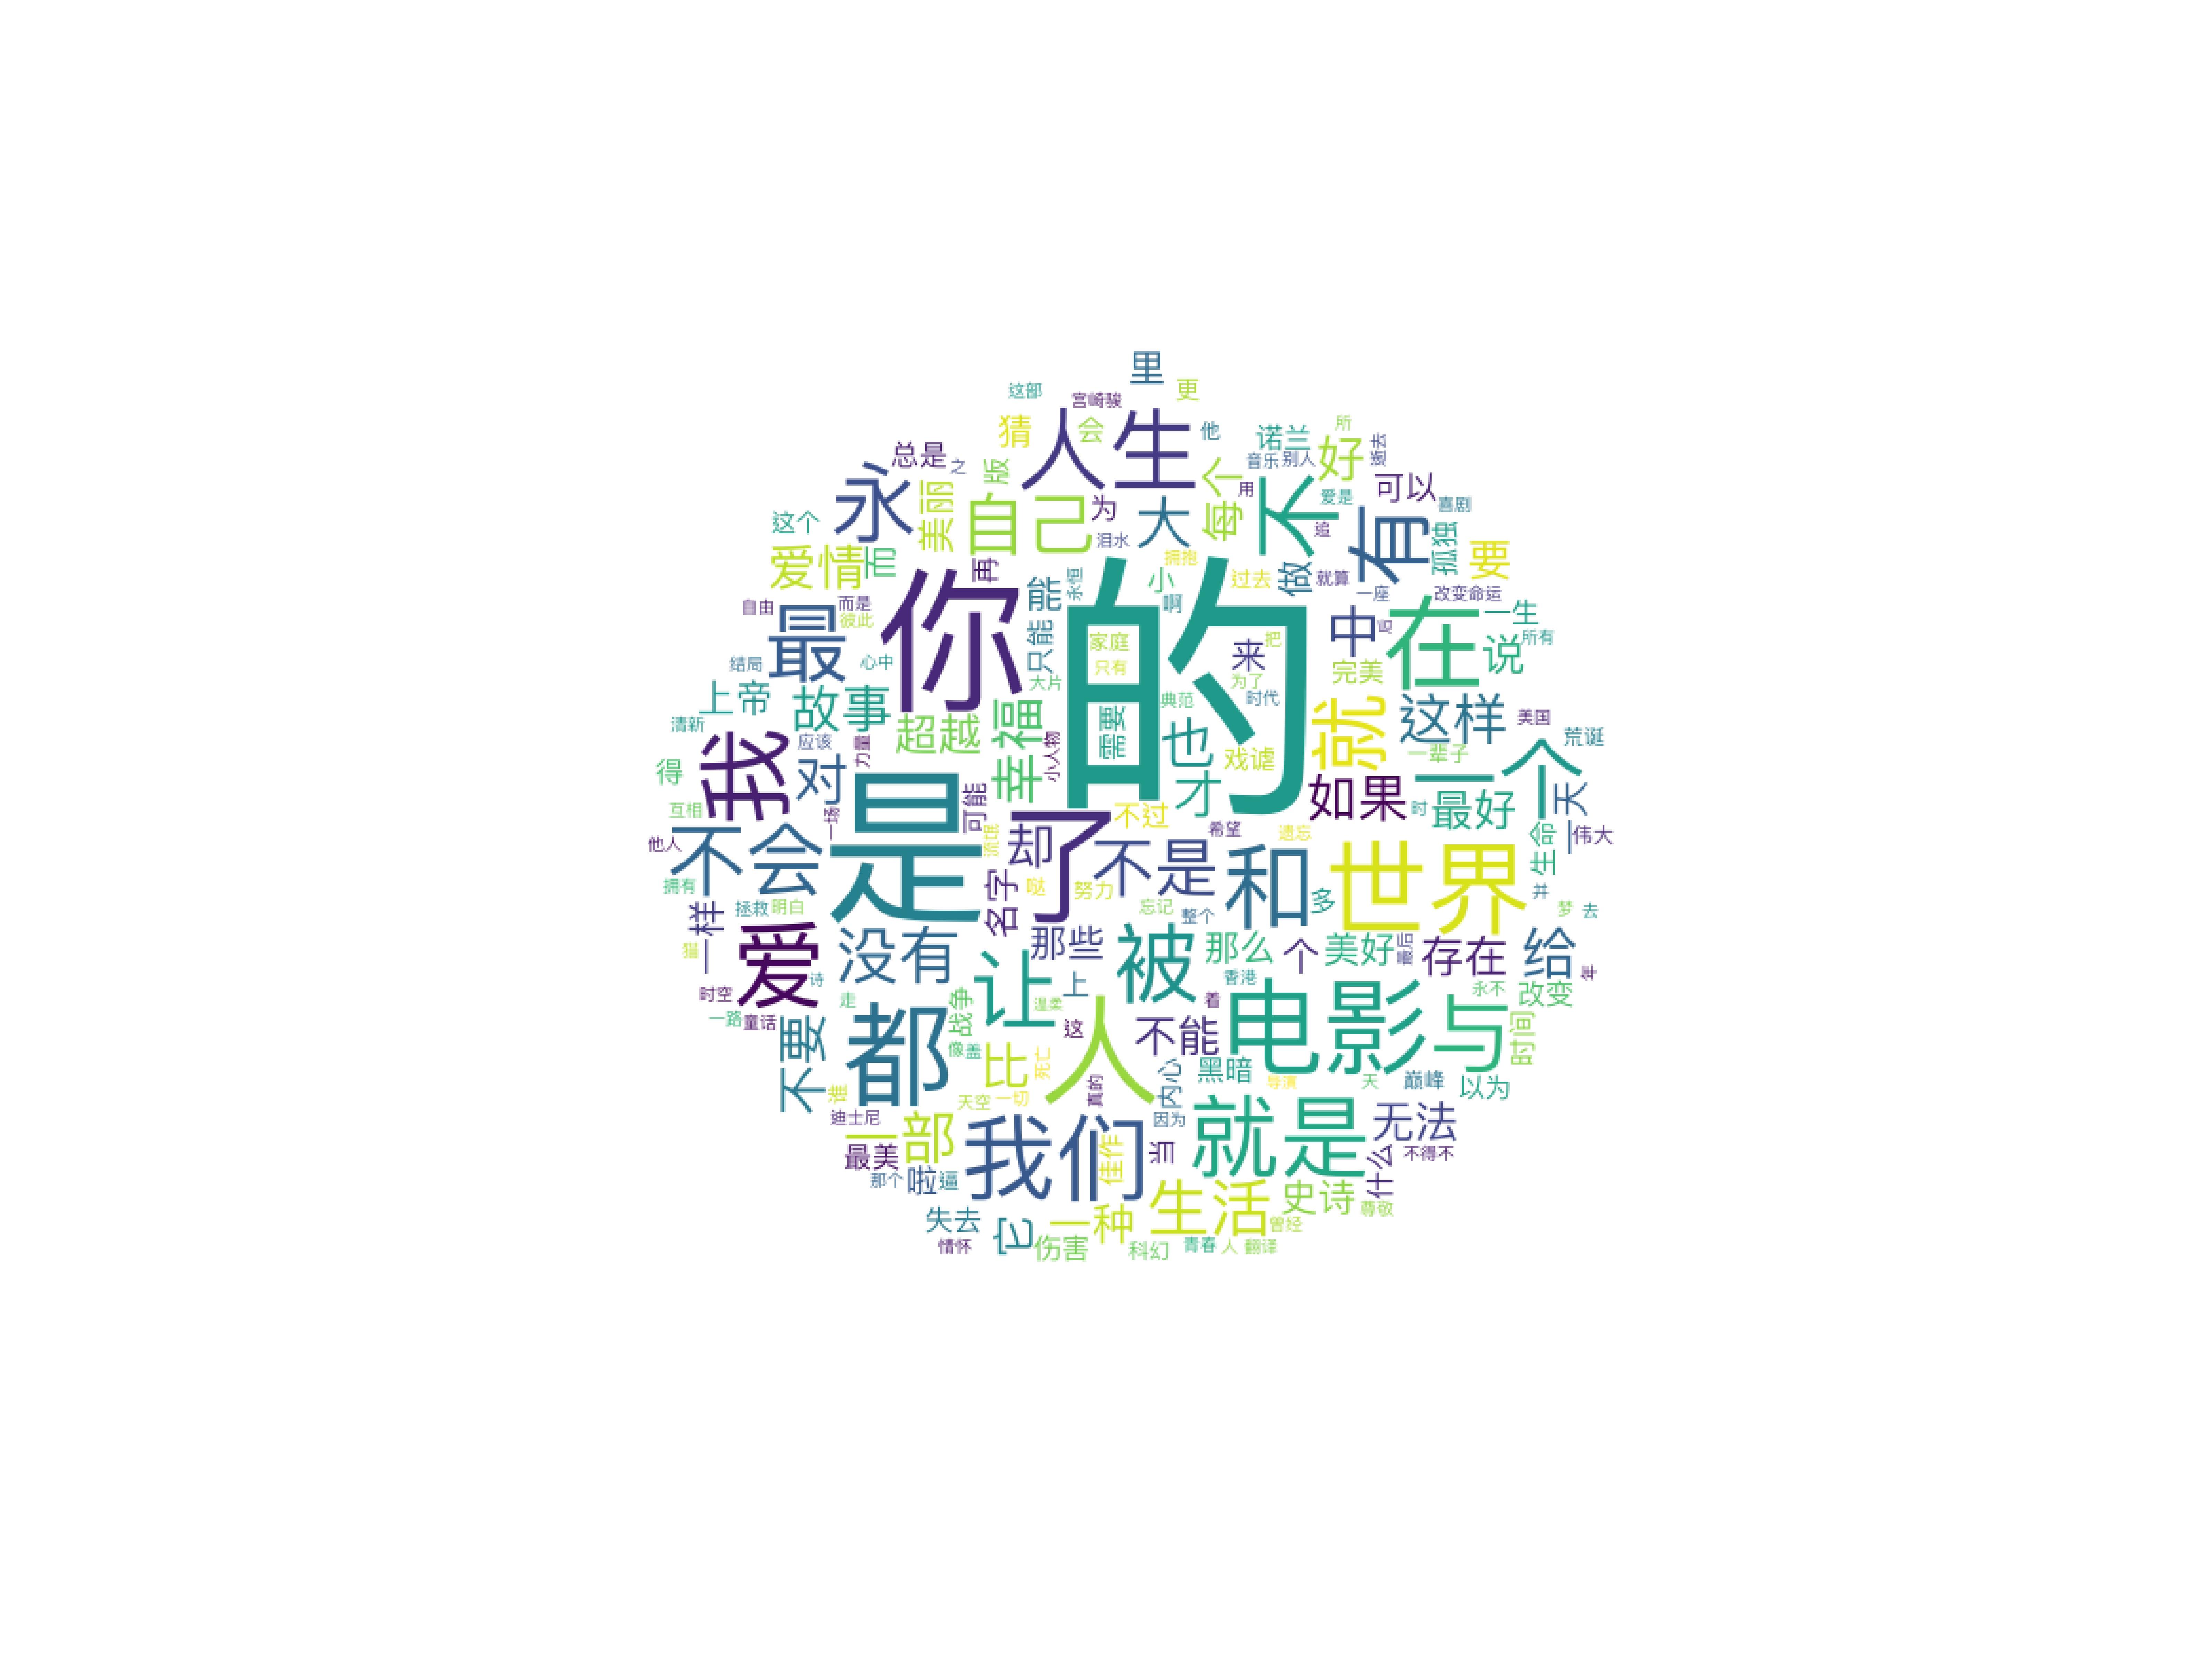 里
这部
更
宫崎骏
猜
会
人生
他
诺兰
所
好
逝去
总是
之
版
音乐
别人
永
美丽
自己
为
大
每个
用
不
爱是
可以
喜剧
这个
泪水
追
有
孤独
要
爱情
而
再
拥抱
能
永恒
小
过去
做
就算
啊
一座
改变命运
自由
而是
彼此
最
你
的
只能
家庭
只有
来
把
为了
中
后
在
一生
说
所有
结局
心中
大片
完美
上帝
故事
典范
时代
清新
超越
幸福
需要
也
戏谑
就
这样
美国
荒诞
应该
力量
小人物
一辈子
我
得
对
是
可能
才
如果
时
最好
一个
一天
互相
一场
了
不过
希望
遗忘
伟大
他人
不会
流氓
却
不是
和
世界
生命
拥有
名字
哒
努力
多
并
拯救
明白
忘记
整个
梦
去
一样
爱
没有
那些
被
那么
个
美好
最后
存在
给
猫
诗
让
上
香港
年
时空
走
战争
温柔
着
电影
与
永不
改变
一路
童话
都
这
不能
时间
不要
像盖
比
死亡
人
内心
黑暗
导演
天
巅峰
以为
谁
天空
一切
真的
迪士尼
一部
我们
因为
就是
无法
最美
佳作
当
什么
不得不
那个
啦
逼
生活
史诗
尊敬
失去
它
一种
曾经
情怀
伤害
科幻
青春
人
翻译